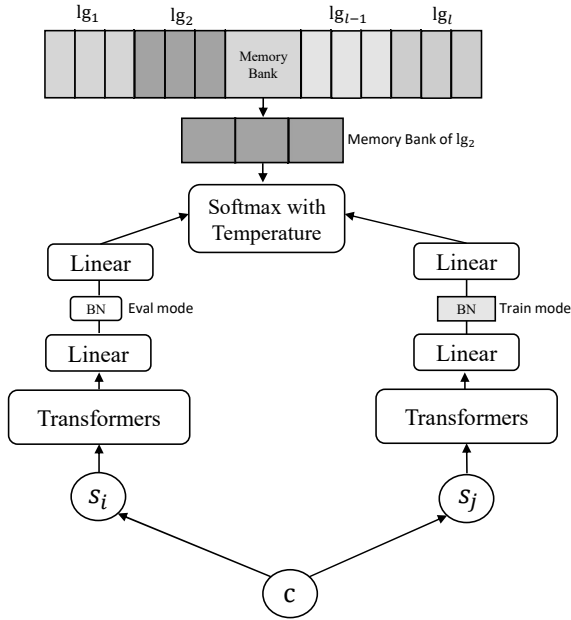 lg₁ lg₂ lgₗ₋₁ lgₗ
Memory
Bank
Memory Bank of lg₂
Softmax with
Temperature
Linear Linear
BN Eval mode BN Train mode
Linear Linear
Transformers Transformers
sᵢ sⱼ
c